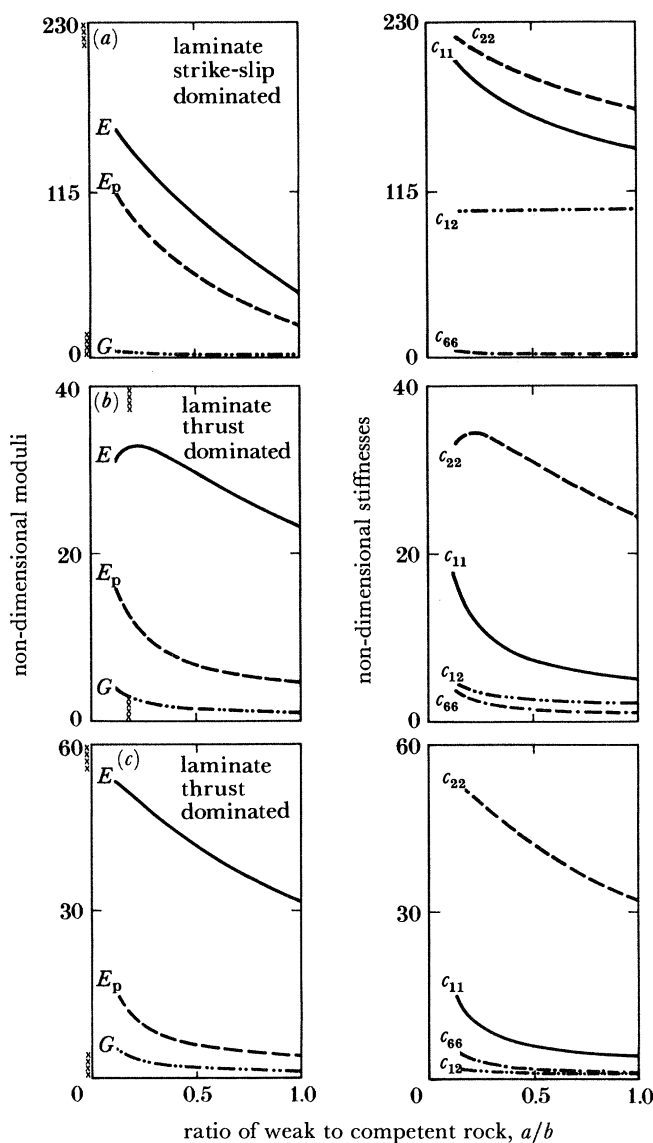 230
(a)
laminate
strike-slip
dominated
E
115
E_p
G
0
230
c_11
c_22
115
c_12
c_66
0
40
(b)
laminate
thrust
dominated
E
20
E_p
G
0
40
c_22
20
c_11
c_12
c_66
0
60
(c)
laminate
thrust
dominated
E
30
E_p
G
0
0.5
1.0
60
c_22
30
c_11
c_66
c_12
0
0.5
1.0
non-dimensional moduli
non-dimensional stiffnesses
ratio of weak to competent rock, a/b